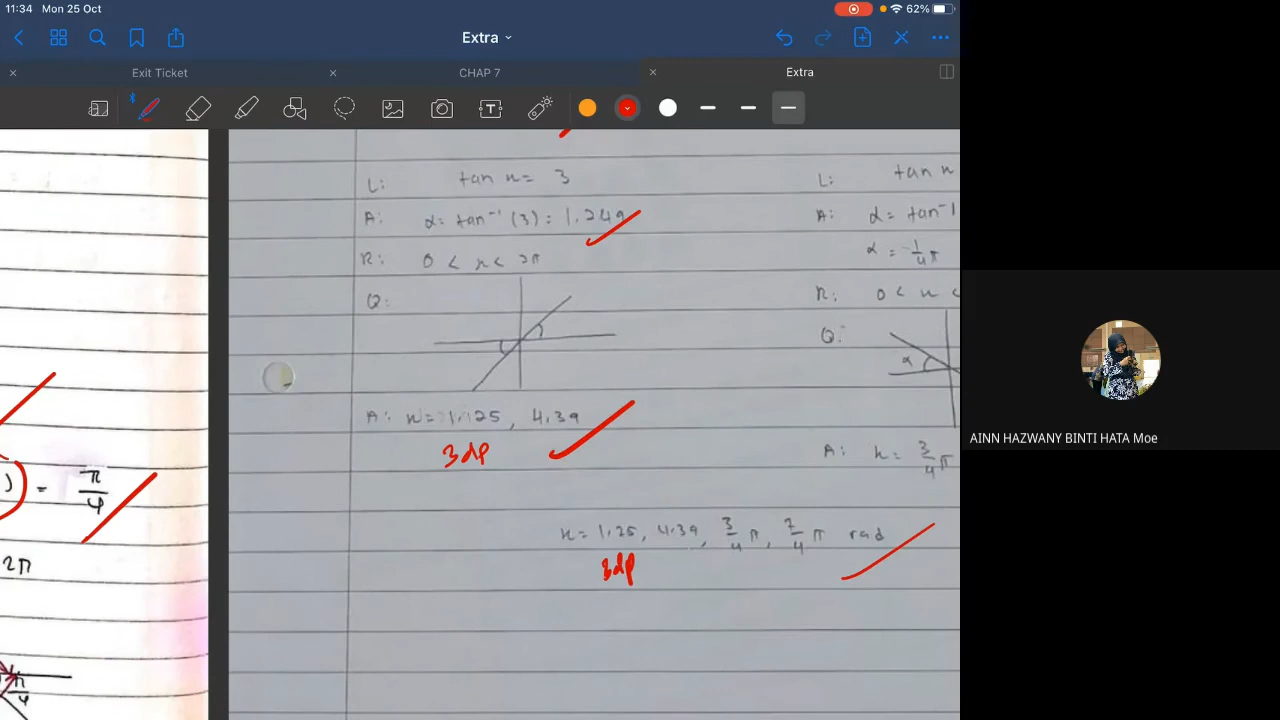 11:34 Mon 25 Oct
62%
Extra
Exit Ticket
CHAP 7
Extra
L: tan x = 3
A: α = tan⁻¹ (3) = 1.249
R: 0 < x < 2π
Q:
A: x = 1.25, 4.39
3dp
x = 1.25, 4.39, 3/4 π, 7/4 π rad
3dp
L: tan x
A: α = tan⁻¹
α = 1/4 π
R: 0 < x <
Q:
α
A: x = 3/4 π
) = π/4
2π
π/4
AINN HAZWANY BINTI HATA Moe